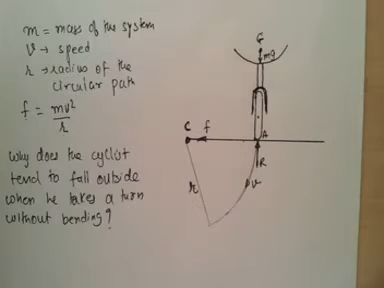 m = mass of the system
V → speed
r → radius of the
circular path
f = mv²/r
Why does the cyclist
tend to fall outside
when he takes a turn
without bending?
G
mg
C
f
A
R
V
r